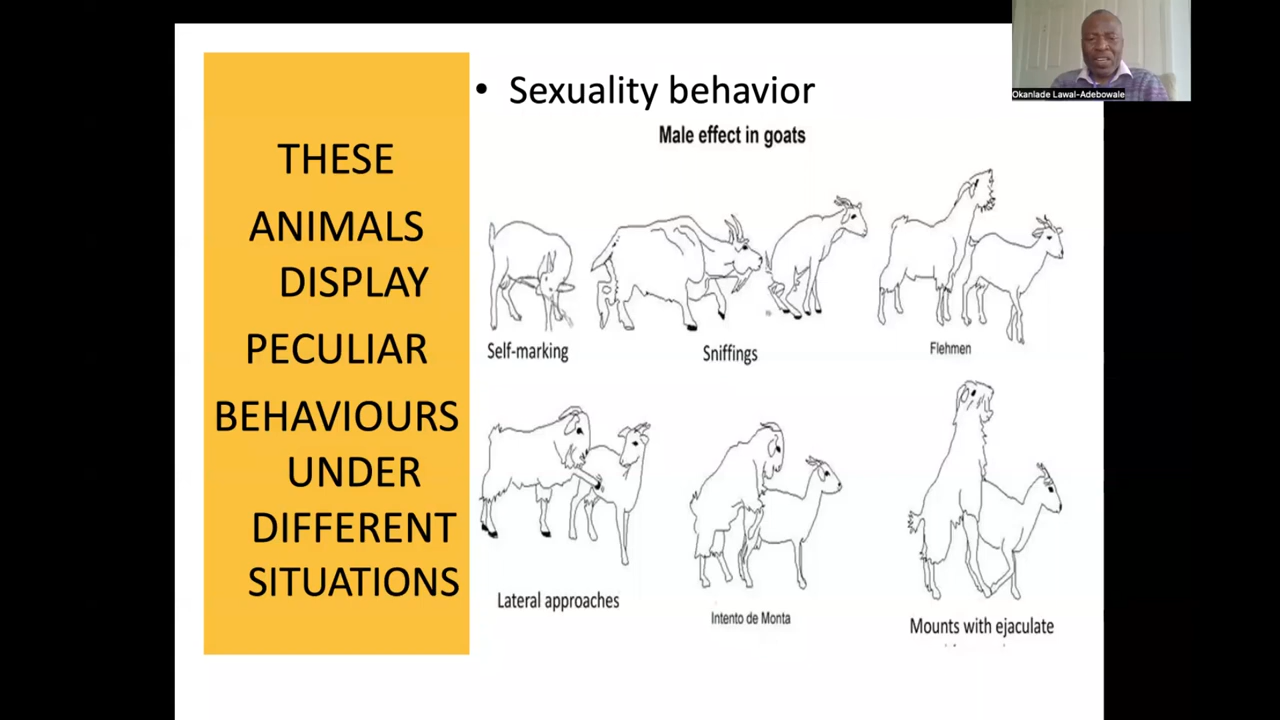 THESE
ANIMALS
DISPLAY
PECULIAR
BEHAVIOURS
UNDER
DIFFERENT
SITUATIONS
• Sexuality behavior
Male effect in goats
Self-marking
Sniffings
Flehmen
Lateral approaches
Intento de Monta
Mounts with ejaculate
Okanlade Lawal-Adebowale